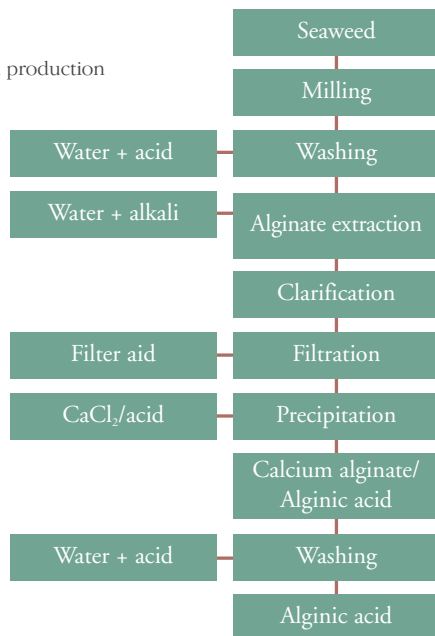 Seaweed
production
Milling
Water + acid
Washing
Water + alkali
Alginate extraction
Clarification
Filter aid
Filtration
CaCl₂/acid
Precipitation
Calcium alginate/
Alginic acid
Water + acid
Washing
Alginic acid